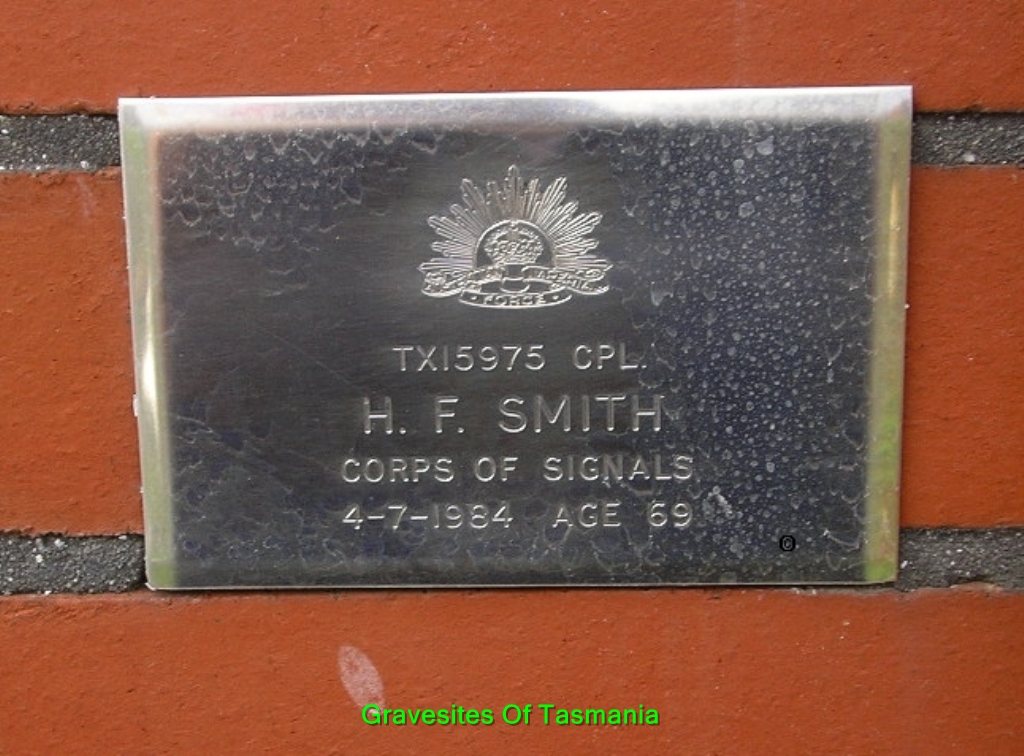 TX15975 CPL.
H. F. SMITH
CORPS OF SIGNALS
4-7-1984 AGE 69
©
Gravesites Of Tasmania